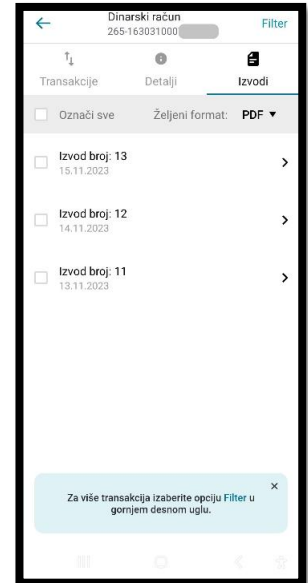 Dinarski račun
265-163031000
Filter
Transakcije Detalji Izvodi
Označi sve Željeni format: PDF
Izvod broj: 13
15.11.2023
Izvod broj: 12
14.11.2023
Izvod broj: 11
13.11.2023
Za više transakcija izaberite opciju Filter u
gornjem desnom uglu.